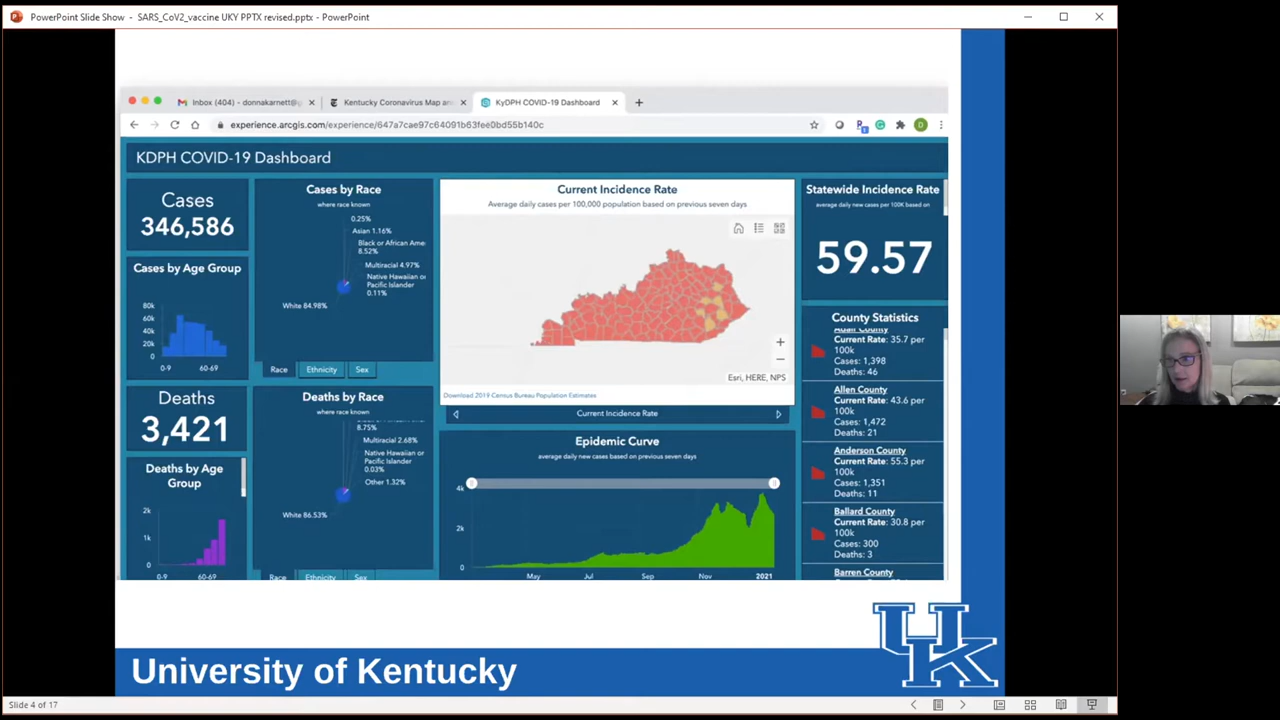 PowerPoint Slide Show - SARS_CoV2_vaccine UKY PPTX revised.pptx - PowerPoint
Inbox (404) - donnakarnett@g
Kentucky Coronavirus Map an
KyDPH COVID-19 Dashboard
experience.arcgis.com/experience/647a7cae97c64091b63fee0bd55b140c
KDPH COVID-19 Dashboard
Cases
346,586
Cases by Age Group
80k
60k
40k
20k
0
0-9
60-69
Deaths
3,421
Deaths by Age
Group
2k
1k
0
0-9
60-69
Cases by Race
where race known
0.25%
Asian 1.16%
Black or African Ame
8.52%
Multiracial 4.97%
Native Hawaiian or
Pacific Islander
0.11%
White 84.98%
Race
Ethnicity
Sex
Deaths by Race
where race known
8.75%
Multiracial 2.68%
Native Hawaiian or
Pacific Islander
0.03%
Other 1.32%
White 86.53%
Race
Ethnicity
Sex
Current Incidence Rate
Average daily cases per 100,000 population based on previous seven days
Esri, HERE, NPS
Download 2019 Census Bureau Population Estimates
Current Incidence Rate
Epidemic Curve
average daily new cases based on previous seven days
4k
2k
0
May
Jul
Sep
Nov
2021
Statewide Incidence Rate
average daily new cases per 100K based on
59.57
County Statistics
Adair County
Current Rate: 35.7 per
100k
Cases: 1,398
Deaths: 46
Allen County
Current Rate: 43.6 per
100k
Cases: 1,472
Deaths: 21
Anderson County
Current Rate: 55.3 per
100k
Cases: 1,351
Deaths: 11
Ballard County
Current Rate: 30.8 per
100k
Cases: 300
Deaths: 3
Barren County
UK
University of Kentucky
Slide 4 of 17